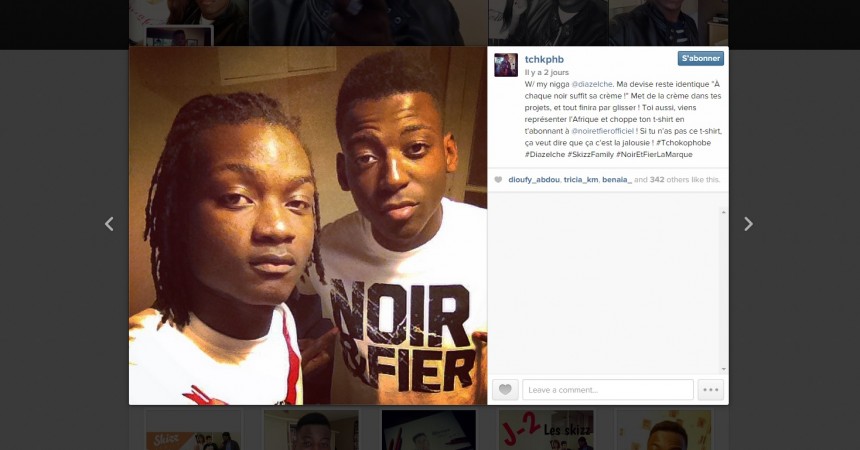 tchkphb
S'abonner
Il y a 2 jours
W/ my nigga @diazelche. Ma devise reste identique "À
chaque noir suffit sa crème !" Met de la crème dans tes
projets, et tout finira par glisser ! Toi aussi, viens
représenter l'Afrique et choppe ton t-shirt en
t'abonnant à @noiretfierofficiel ! Si tu n'as pas ce t-shirt,
ça veut dire que ça c'est la jalousie ! #Tchokophobe
#Diazelche #SkizzFamily #NoirEtFierLaMarque
dioufy_abdou, tricia_km, benaia_ and 342 others like this.
Leave a comment...
NOIR
&FIER
Skizz
J-2 Les skizz